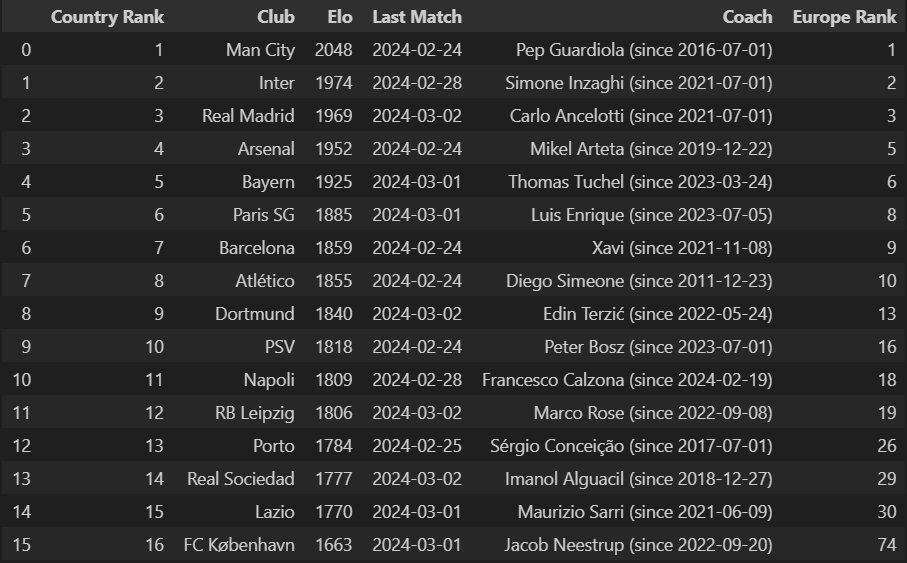 Country Rank Club Elo Last Match Coach Europe Rank
0 1 Man City 2048 2024-02-24 Pep Guardiola (since 2016-07-01) 1
1 2 Inter 1974 2024-02-28 Simone Inzaghi (since 2021-07-01) 2
2 3 Real Madrid 1969 2024-03-02 Carlo Ancelotti (since 2021-07-01) 3
3 4 Arsenal 1952 2024-02-24 Mikel Arteta (since 2019-12-22) 5
4 5 Bayern 1925 2024-03-01 Thomas Tuchel (since 2023-03-24) 6
5 6 Paris SG 1885 2024-03-01 Luis Enrique (since 2023-07-05) 8
6 7 Barcelona 1859 2024-02-24 Xavi (since 2021-11-08) 9
7 8 Atlético 1855 2024-02-24 Diego Simeone (since 2011-12-23) 10
8 9 Dortmund 1840 2024-03-02 Edin Terzić (since 2022-05-24) 13
9 10 PSV 1818 2024-02-24 Peter Bosz (since 2023-07-01) 16
10 11 Napoli 1809 2024-02-28 Francesco Calzona (since 2024-02-19) 18
11 12 RB Leipzig 1806 2024-03-02 Marco Rose (since 2022-09-08) 19
12 13 Porto 1784 2024-02-25 Sérgio Conceição (since 2017-07-01) 26
13 14 Real Sociedad 1777 2024-03-02 Imanol Alguacil (since 2018-12-27) 29
14 15 Lazio 1770 2024-03-01 Maurizio Sarri (since 2021-06-09) 30
15 16 FC København 1663 2024-03-01 Jacob Neestrup (since 2022-09-20) 74